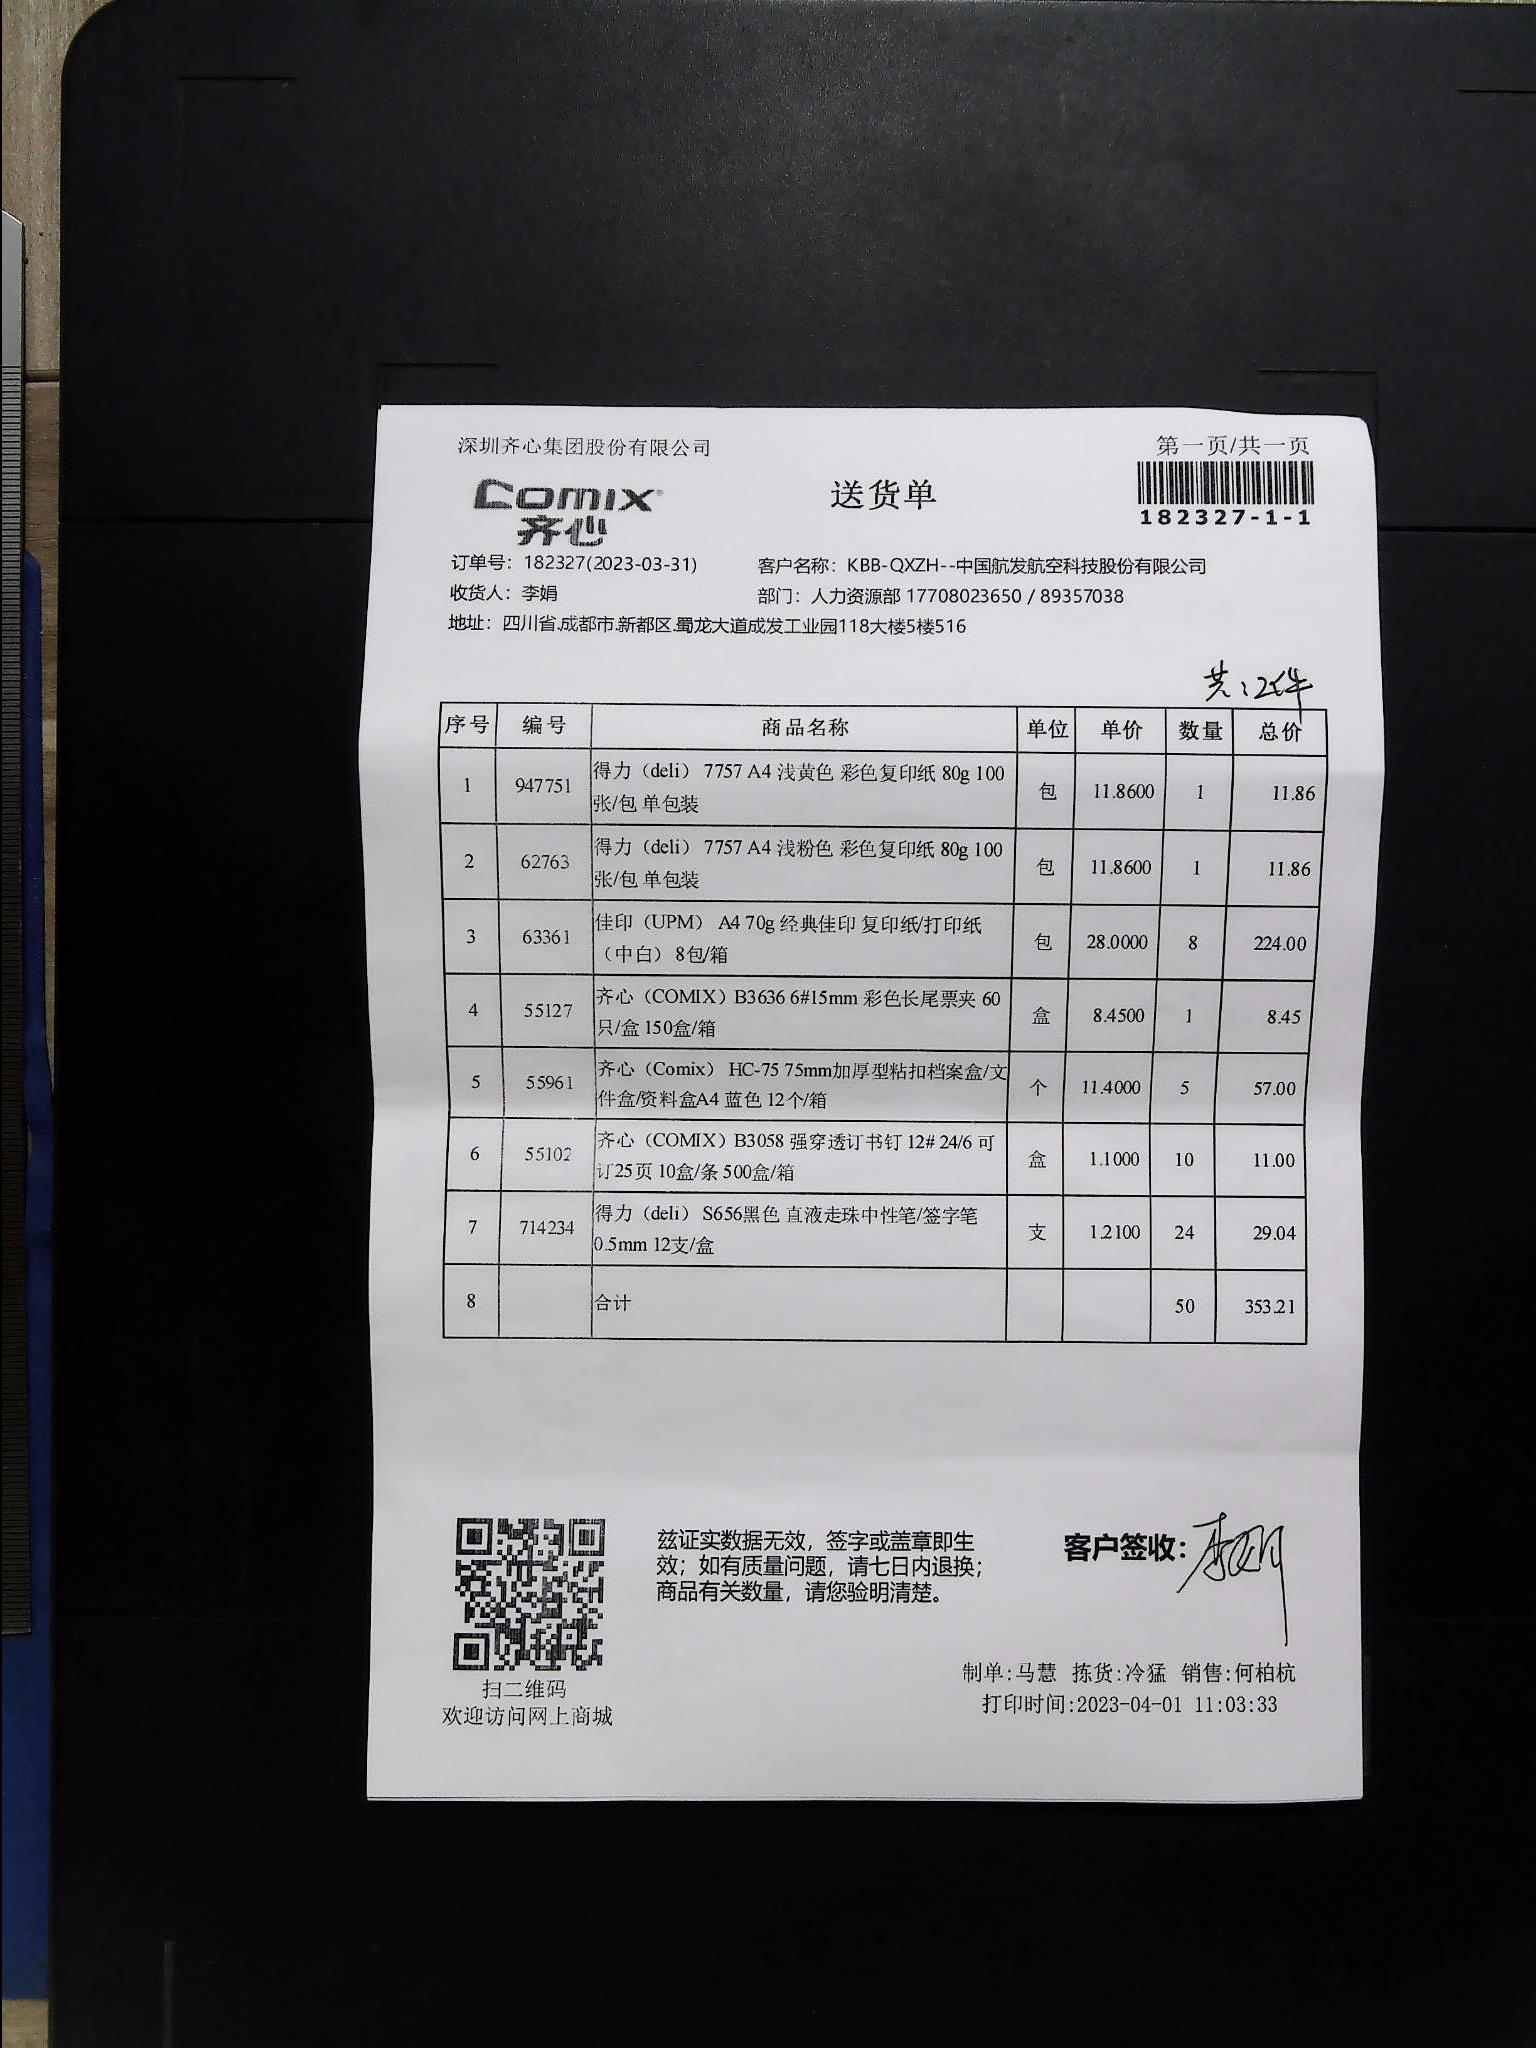 深圳齐心集团股份有限公司
第一页/共一页
COMIX
齐心
送货单
182327-1-1
订单号：182327(2023-03-31)
客户名称：KBB-QXZH--中国航发航空科技股份有限公司
收货人：李娟
部门：人力资源部 17708023650 / 89357038
地址：四川省.成都市.新都区.蜀龙大道成发工业园118大楼5楼516
共：2件
序号 编号 商品名称 单位 单价 数量 总价
1 947751 得力（deli） 7757 A4 浅黄色 彩色复印纸 80g 100 包 11.8600 1 11.86
张/包 单包装
2 62763 得力（deli） 7757 A4 浅粉色 彩色复印纸 80g 100 包 11.8600 1 11.86
张/包 单包装
3 63361 佳印（UPM） A4 70g 经典佳印 复印纸/打印纸 包 28.0000 8 224.00
（中白） 8包/箱
4 55127 齐心（COMIX）B3636 6#15mm 彩色长尾票夹 60 盒 8.4500 1 8.45
只/盒 150盒/箱
5 55961 齐心（Comix） HC-75 75mm加厚型粘扣档案盒/文 个 11.4000 5 57.00
件盒/资料盒A4 蓝色 12个/箱
6 55102 齐心（COMIX）B3058 强穿透订书钉 12# 24/6 可 盒 1.1000 10 11.00
订25页 10盒/条 500盒/箱
7 714234 得力（deli） S656黑色 直液走珠中性笔/签字笔 支 1.2100 24 29.04
0.5mm 12支/盒
8 合计 50 353.21
兹证实数据无效，签字或盖章即生
效；如有质量问题，请七日内退换；
商品有关数量，请您验明清楚。
客户签收：
扫二维码
欢迎访问网上商城
制单:马慧 拣货:冷猛 销售:何柏杭
打印时间:2023-04-01 11:03:33